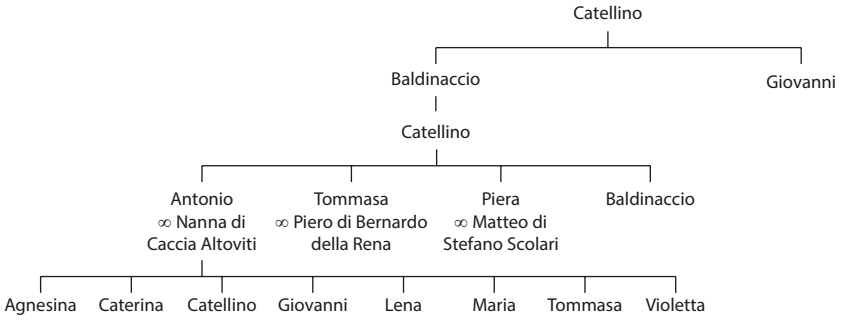 Catellino
Baldinaccio
Giovanni
Catellino
Antonio
∞ Nanna di
Caccia Altoviti
Tommasa
∞ Piero di Bernardo
della Rena
Piera
∞ Matteo di
Stefano Scolari
Baldinaccio
Agnesina
Caterina
Catellino
Giovanni
Lena
Maria
Tommasa
Violetta